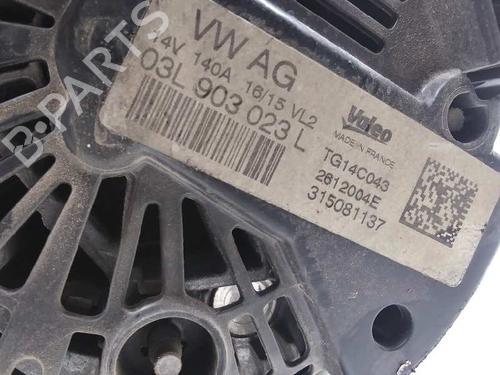 VW AG
14V 140A 16/15 VL2
03L 903 023 L
Valeo
MADE IN FRANCE
TG14C043
2612004E
315081137
B-PARTS